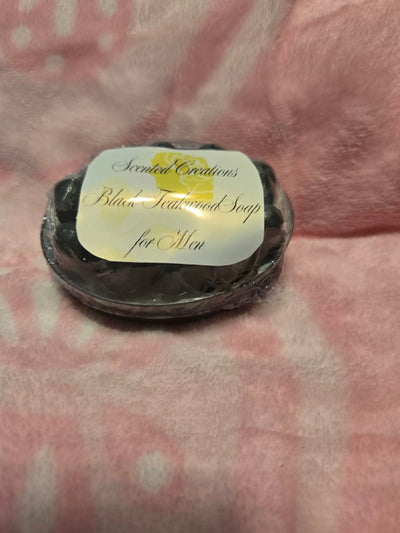 Scented Creations
Black Teakwood Soap
for Men